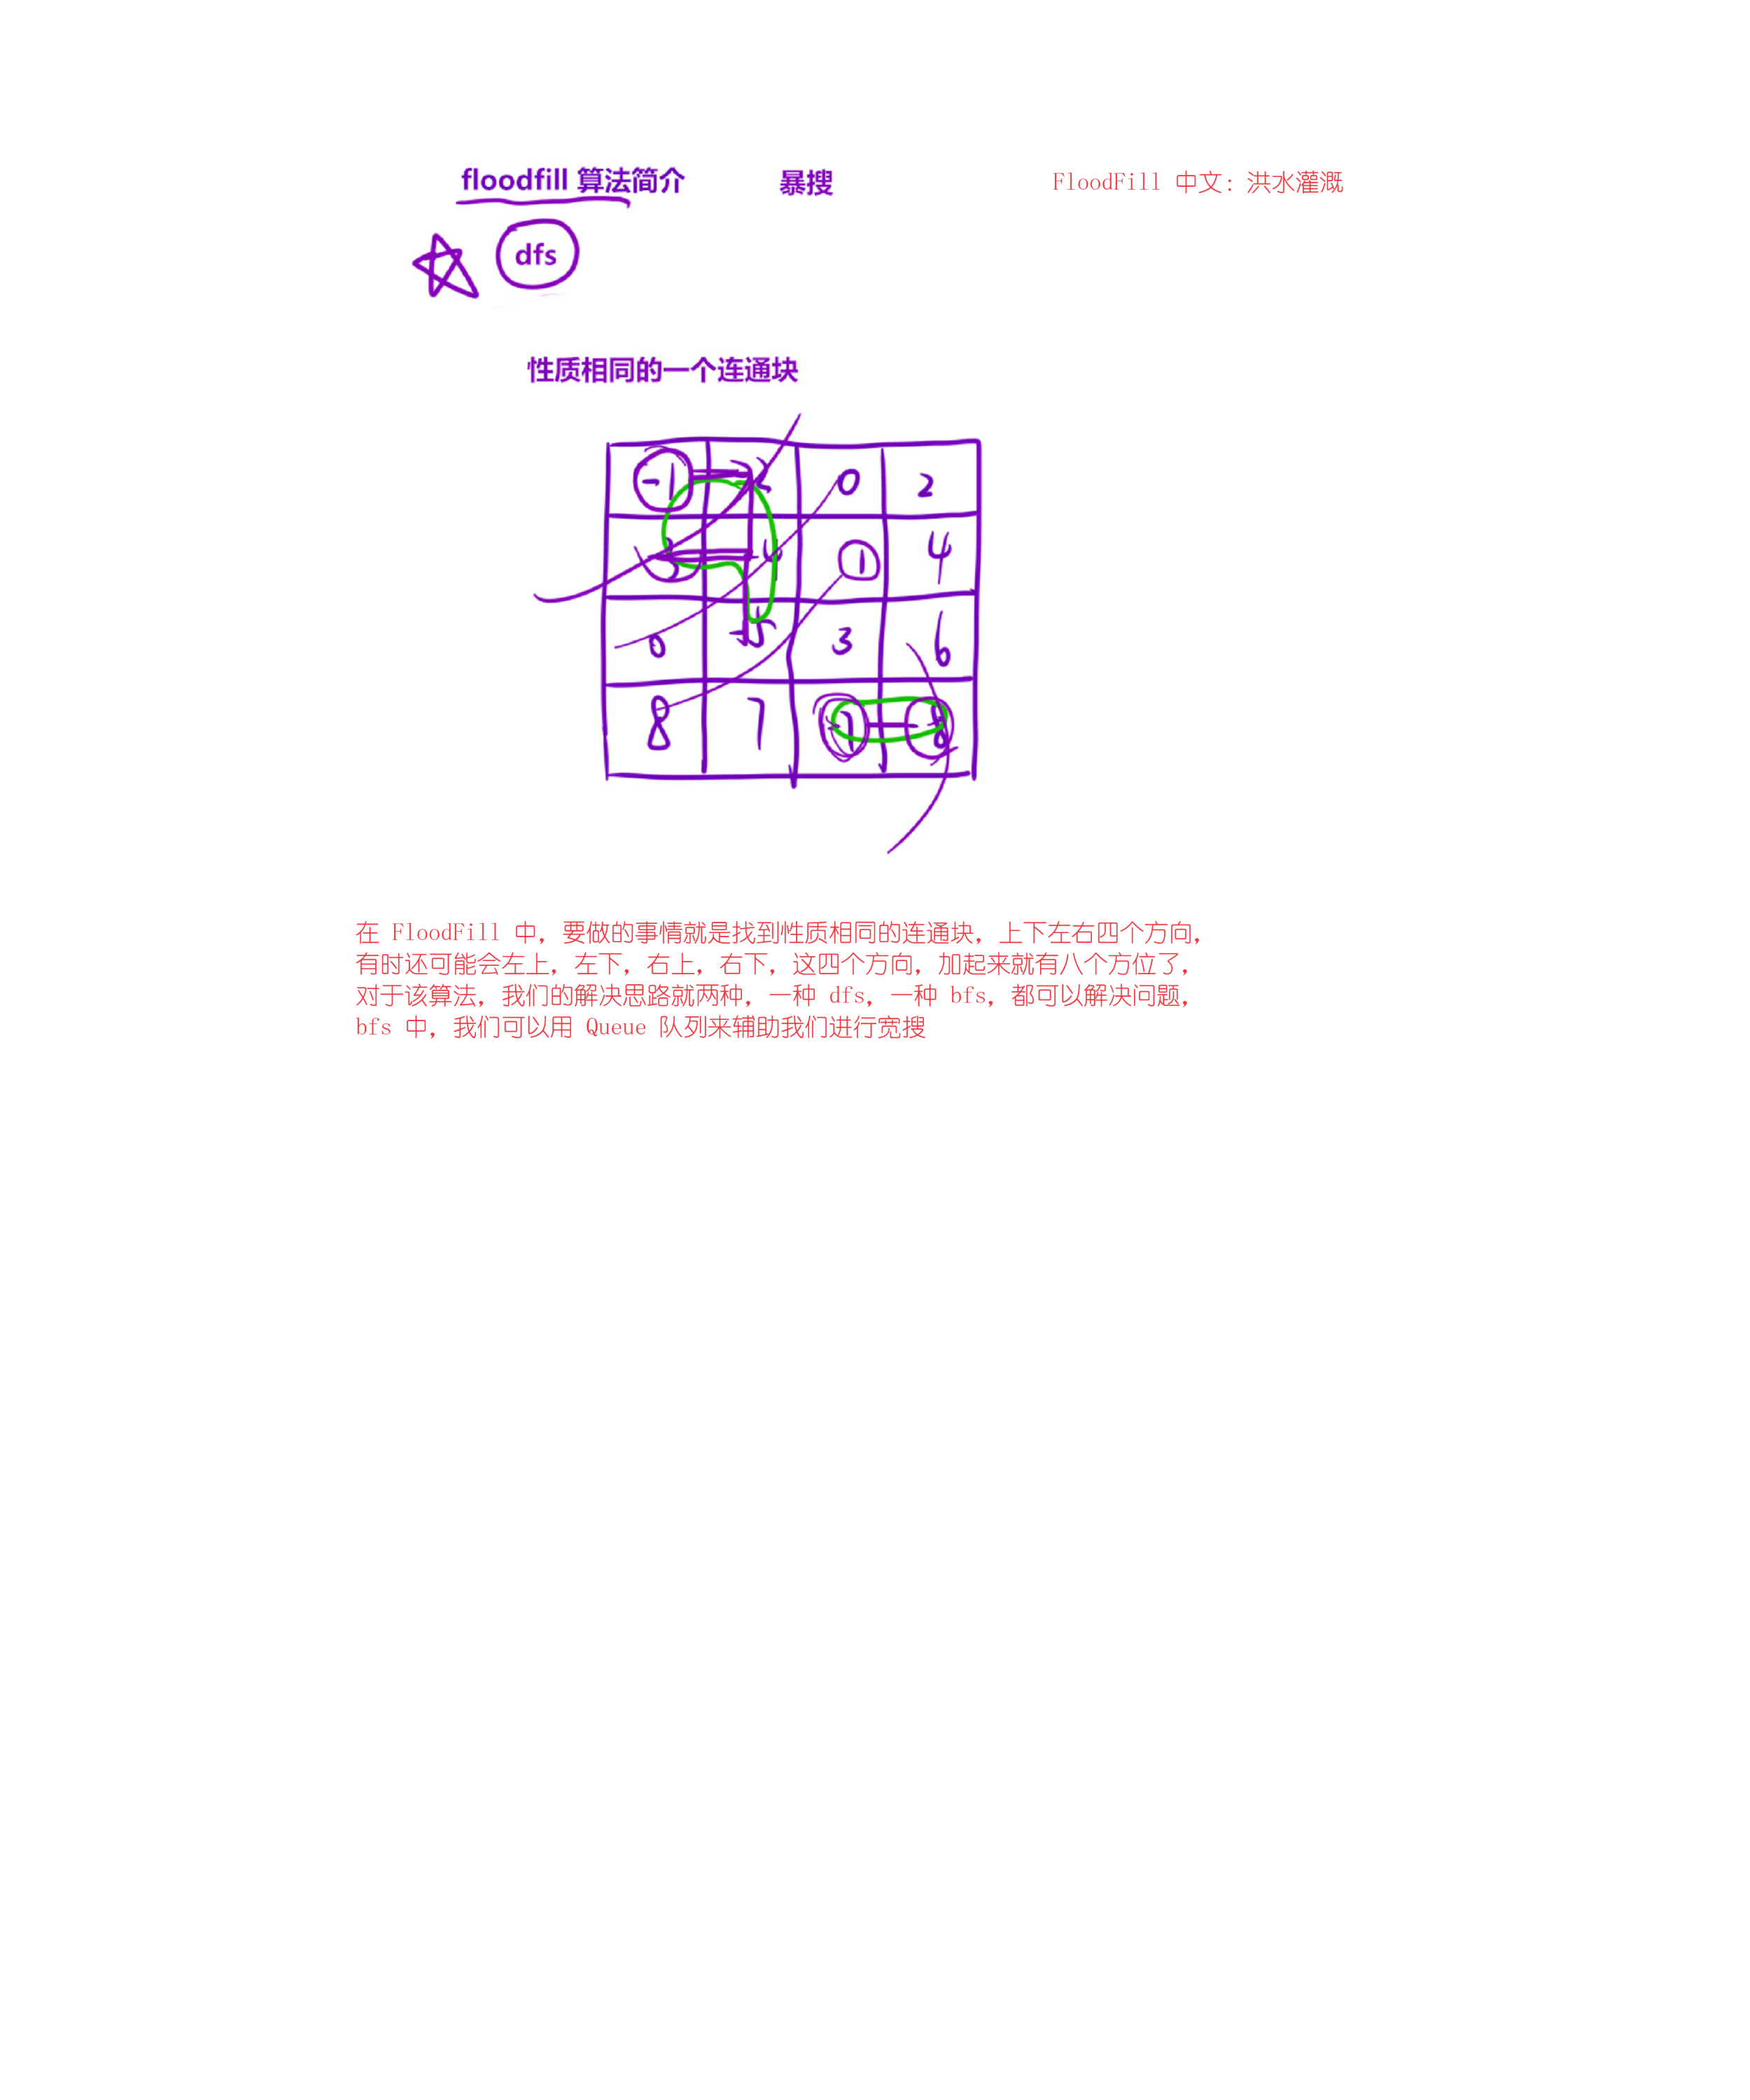 floodfill 算法简介 暴搜 FloodFill 中文：洪水灌溉
dfs
性质相同的一个连通块
-1 0 2
1 4
0 3 6
8 7
在 FloodFill 中，要做的事情就是找到性质相同的连通块，上下左右四个方向，
有时还可能会左上，左下，右上，右下，这四个方向，加起来就有八个方位了，
对于该算法，我们的解决思路就两种，一种 dfs，一种 bfs，都可以解决问题，
bfs 中，我们可以用 Queue 队列来辅助我们进行宽搜